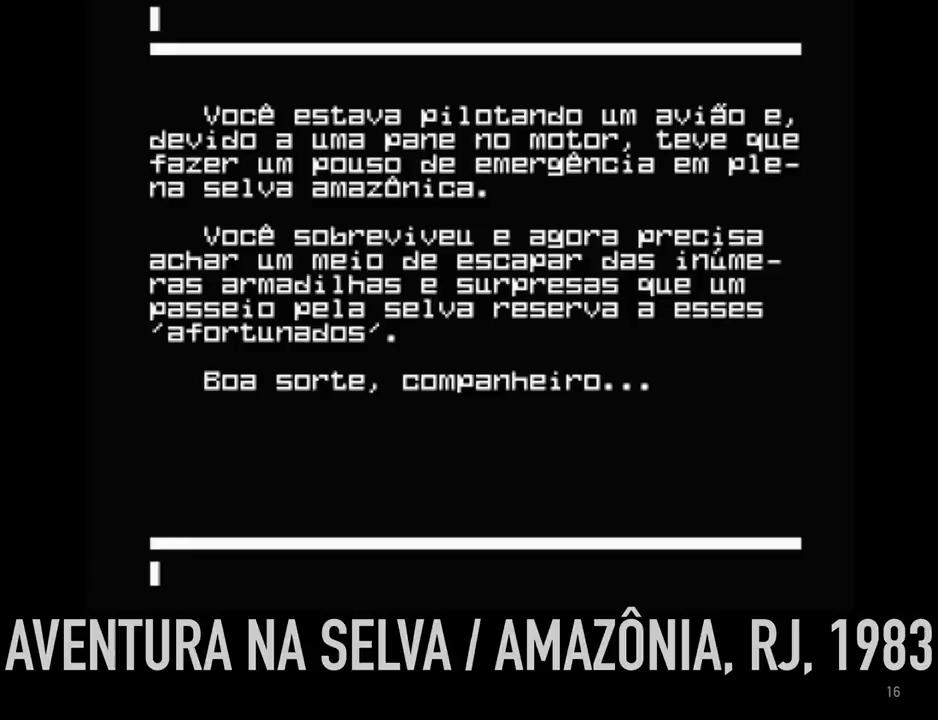 Você estava pilotando um avião e,
devido a uma pane no motor, teve que
fazer um pouso de emergência em ple-
na selva amazônica.
Você sobreviveu e agora precisa
achar um meio de escapar das inúme-
ras armadilhas e surpresas que um
passeio pela selva reserva a esses
'afortunados'.
Boa sorte, companheiro...
AVENTURA NA SELVA / AMAZÔNIA, RJ, 1983
16